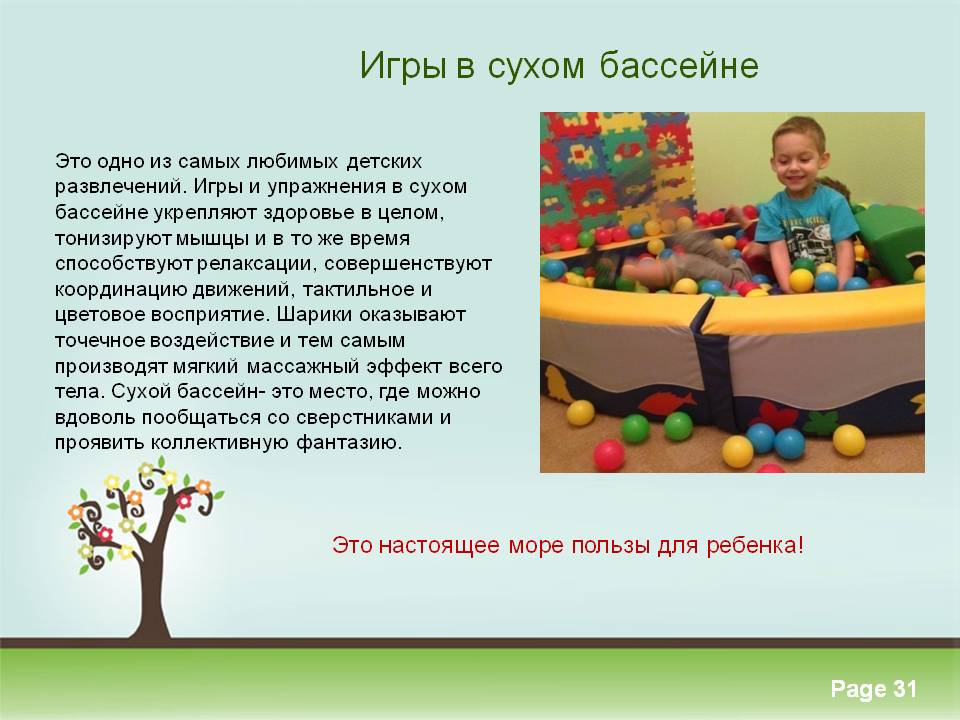 Игры в сухом бассейне
Это одно из самых любимых детских
развлечений. Игры и упражнения в сухом
бассейне укрепляют здоровье в целом,
тонизируют мышцы и в то же время
способствуют релаксации, совершенствуют
координацию движений, тактильное и
цветовое восприятие. Шарики оказывают
точечное воздействие и тем самым
производят мягкий массажный эффект всего
тела. Сухой бассейн- это место, где можно
вдоволь пообщаться со сверстниками и
проявить коллективную фантазию.
Это настоящее море пользы для ребенка!
Page 31